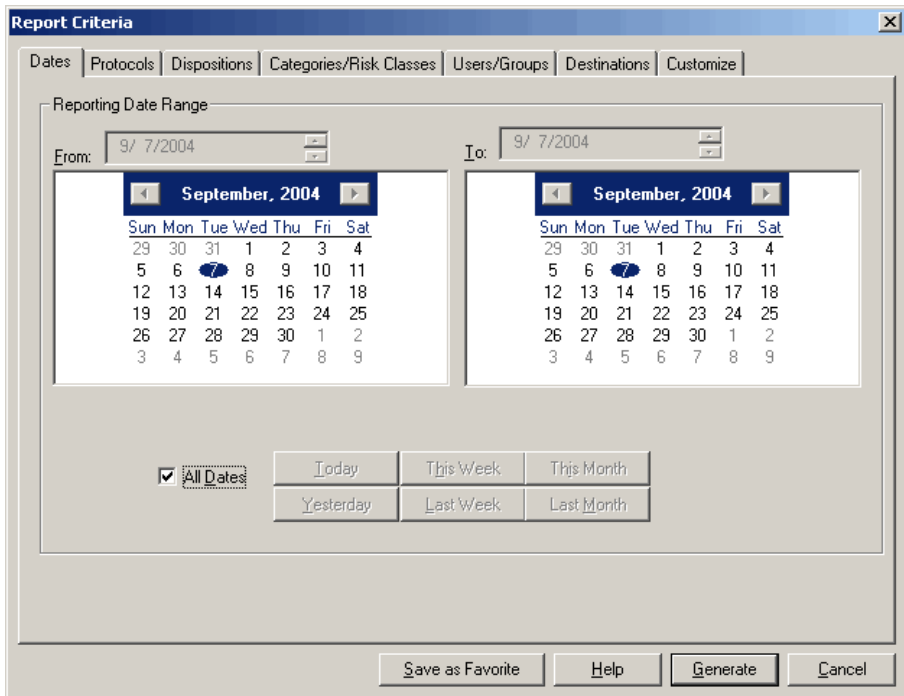 Report Criteria
Dates Protocols Dispositions Categories/Risk Classes Users/Groups Destinations Customize
Reporting Date Range
From: 9/ 7/2004
To: 9/ 7/2004
September, 2004
Sun Mon Tue Wed Thu Fri Sat
29 30 31 1 2 3 4
5 6 7 8 9 10 11
12 13 14 15 16 17 18
19 20 21 22 23 24 25
26 27 28 29 30 1 2
3 4 5 6 7 8 9
September, 2004
Sun Mon Tue Wed Thu Fri Sat
29 30 31 1 2 3 4
5 6 7 8 9 10 11
12 13 14 15 16 17 18
19 20 21 22 23 24 25
26 27 28 29 30 1 2
3 4 5 6 7 8 9
All Dates
Today This Week This Month
Yesterday Last Week Last Month
Save as Favorite Help Generate Cancel